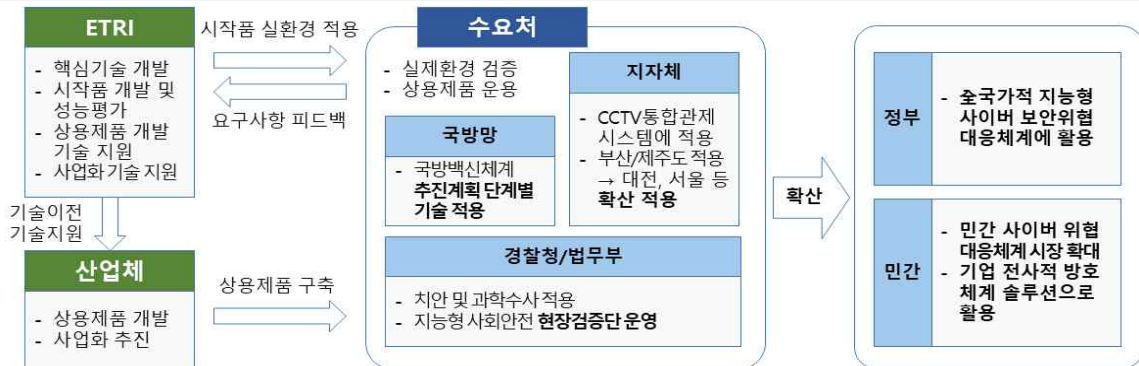 ETRI
- 핵심기술 개발
- 시작품 개발 및
성능평가
- 상용제품 개발
기술 지원
- 사업화기술 지원
시작품 실환경 적용
요구사항 피드백
기술이전
기술지원
산업체
- 상용제품 개발
- 사업화 추진
상용제품 구축
수요처
- 실제환경 검증
- 상용제품 운용
국방망
- 국방백신체계
추진계획 단계별
기술 적용
지자체
- CCTV통합관제
시스템에 적용
- 부산/제주도 적용
→ 대전, 서울 등
확산 적용
경찰청/법무부
- 치안 및 과학수사 적용
- 지능형 사회안전 현장검증단 운영
확산
정부
- 全국가적 지능형
사이버 보안위협
대응체계에 활용
민간
- 민간 사이버 위협
대응체계 시장 확대
- 기업 전사적 방호
체계 솔루션으로
활용